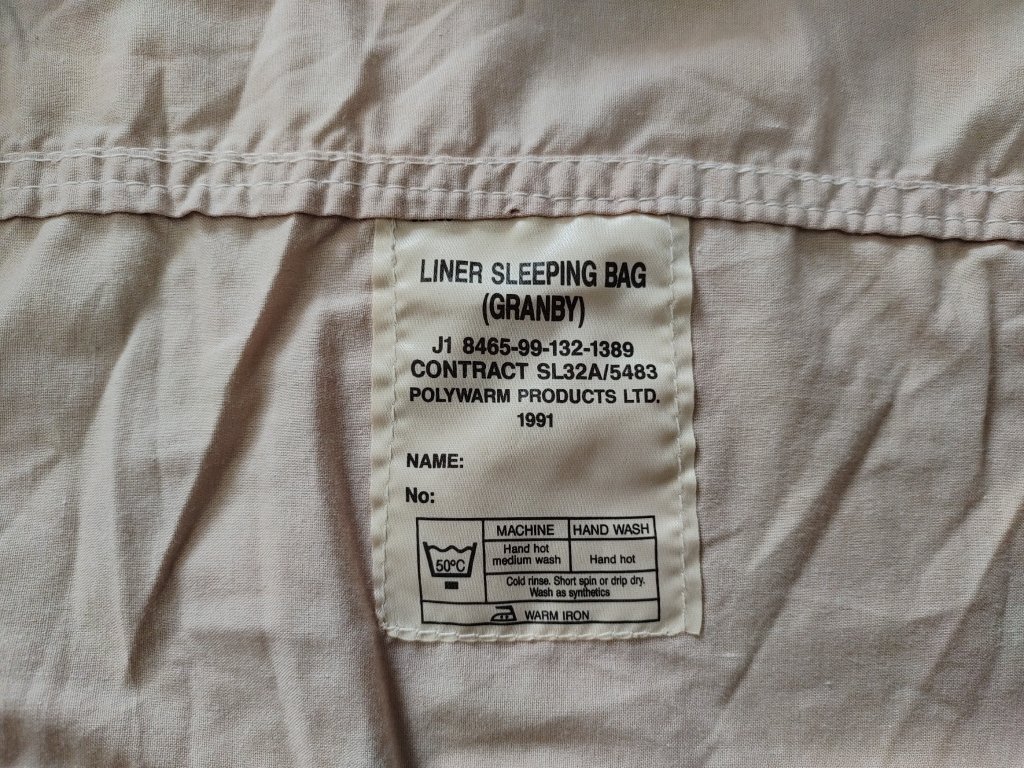 LINER SLEEPING BAG
(GRANBY)
J1 8465-99-132-1389
CONTRACT SL32A/5483
POLYWARM PRODUCTS LTD.
1991
NAME:
No:
50°C
MACHINE
Hand hot
medium wash
HAND WASH
Hand hot
Cold rinse. Short spin or drip dry.
Wash as synthetics
WARM IRON